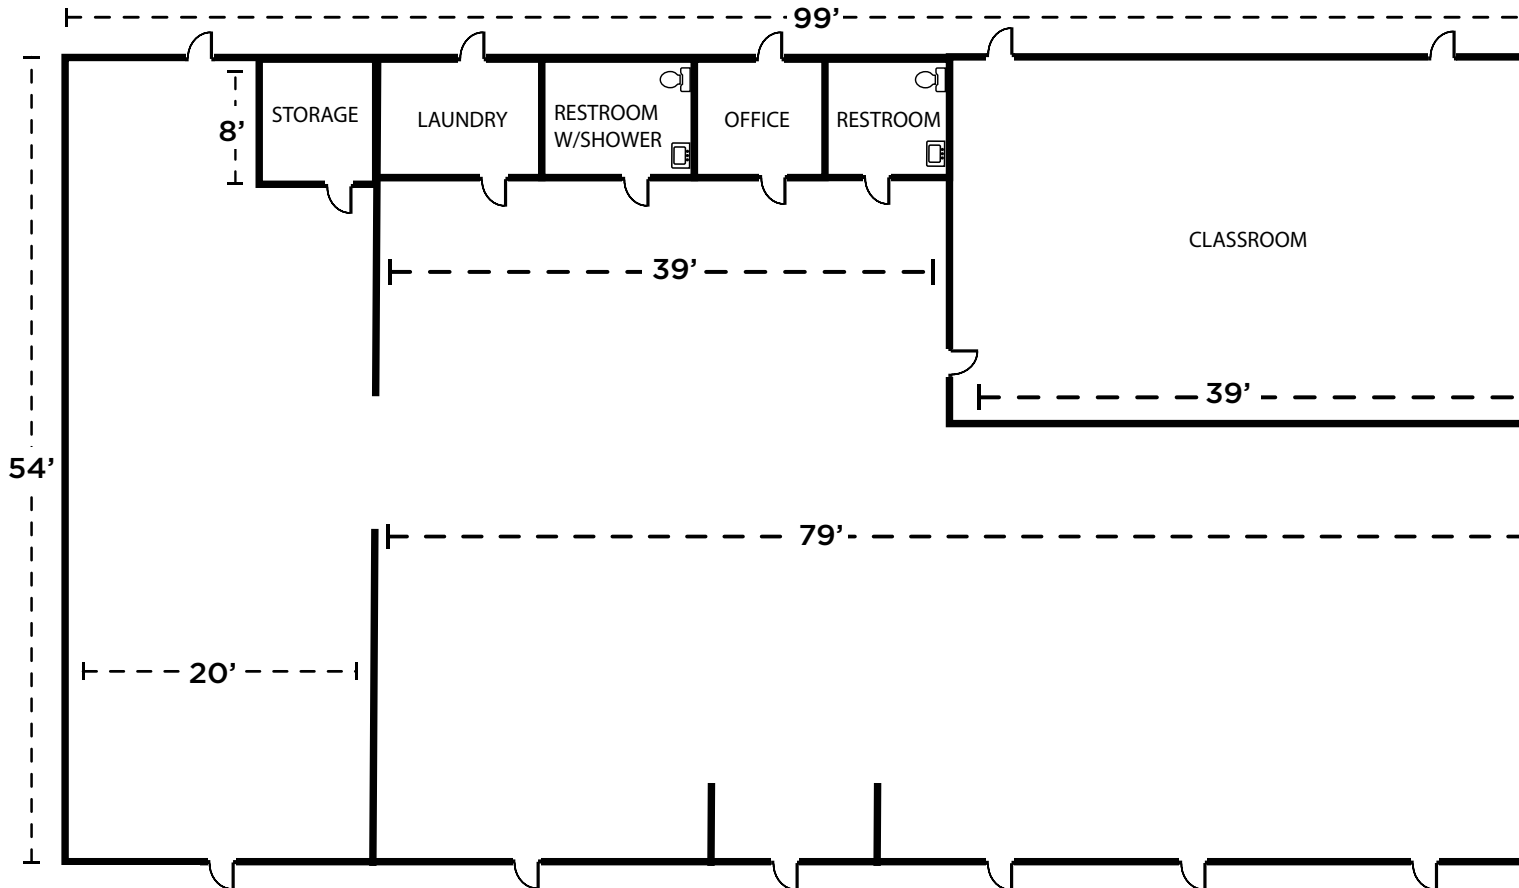 99’
STORAGE
8’
LAUNDRY
RESTROOM
W/SHOWER
OFFICE
RESTROOM
CLASSROOM
39’
39’
54’
79’
20’